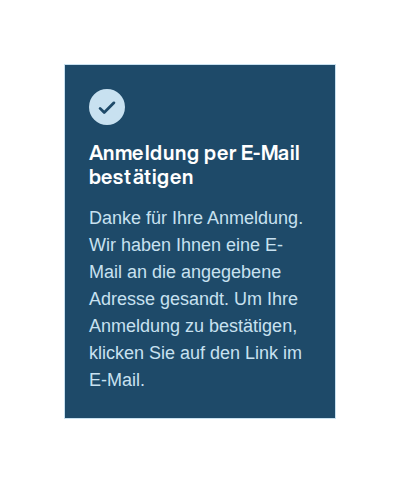 Anmeldung per E-Mail
bestätigen
Danke für Ihre Anmeldung.
Wir haben Ihnen eine E-
Mail an die angegebene
Adresse gesandt. Um Ihre
Anmeldung zu bestätigen,
klicken Sie auf den Link im
E-Mail.